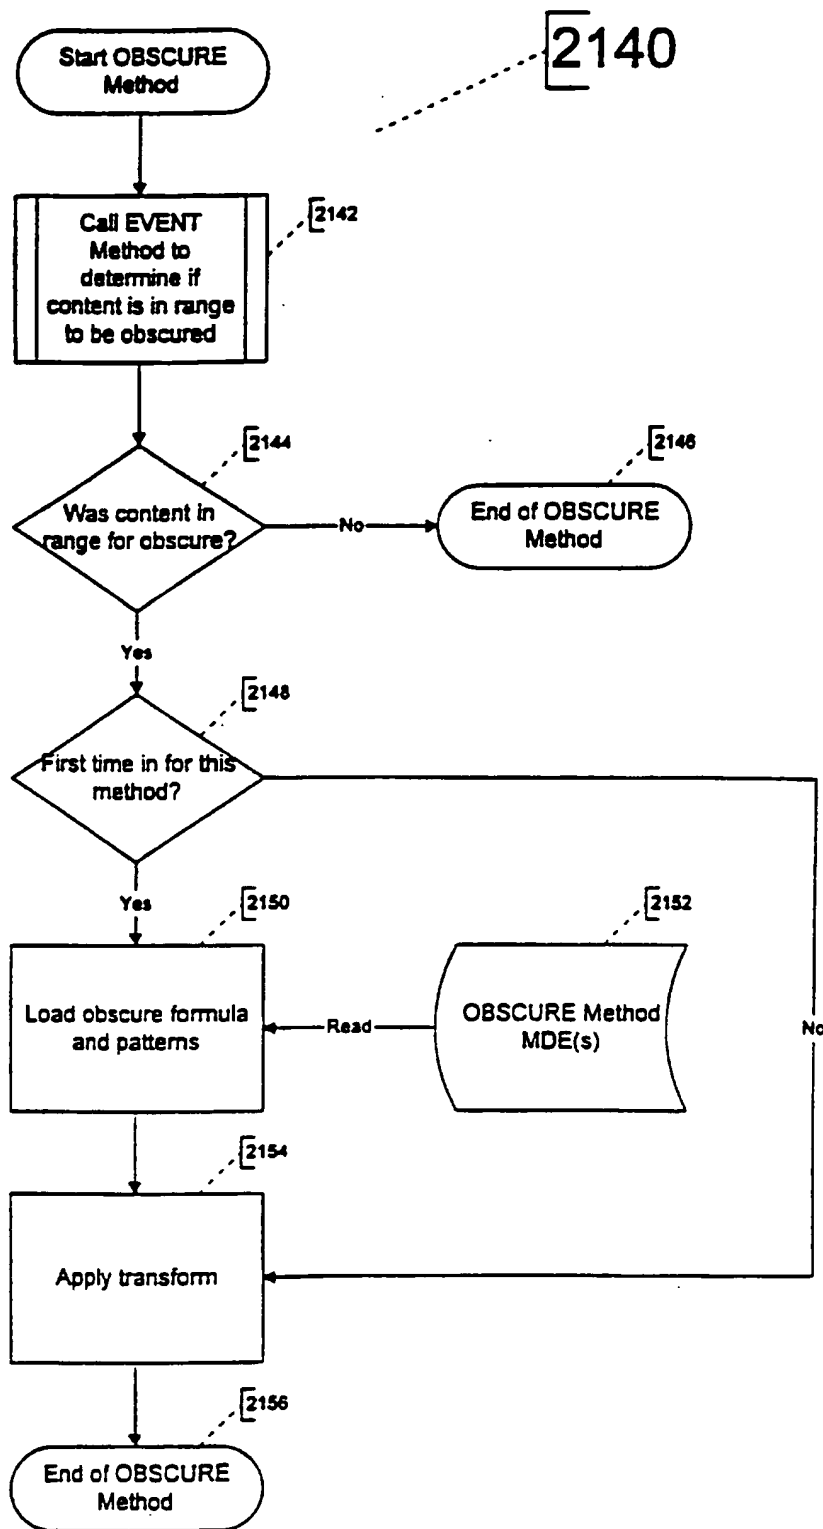 Start OBSCURE
Method
2140
Call EVENT
Method to
determine if
content is in range
to be obscured
2142
2144
Was content in
range for obscure?
No
2146
End of OBSCURE
Method
Yes
2148
First time in for this
method?
Yes
2150
Load obscure formula
and patterns
Read
2152
OBSCURE Method
MDE(s)
No
2154
Apply transform
2156
End of OBSCURE
Method